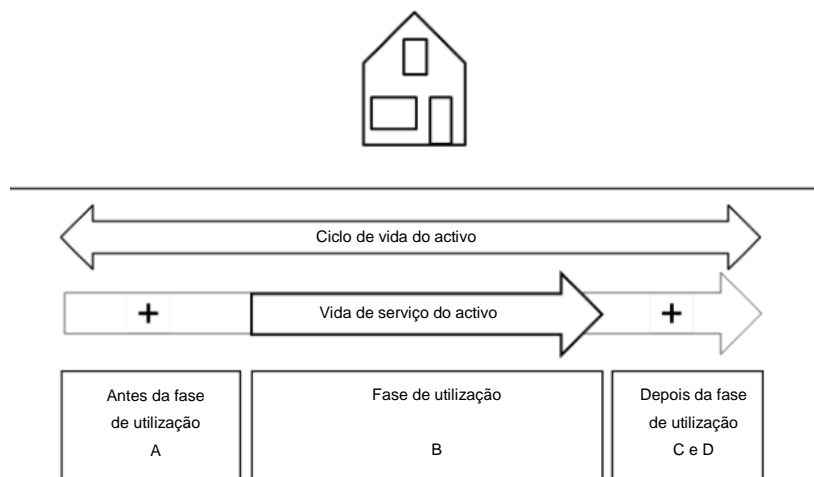 Ciclo de vida do activo
+
Vida de serviço do activo
+
Antes da fase
de utilização
A
Fase de utilização
B
Depois da fase
de utilização
C e D